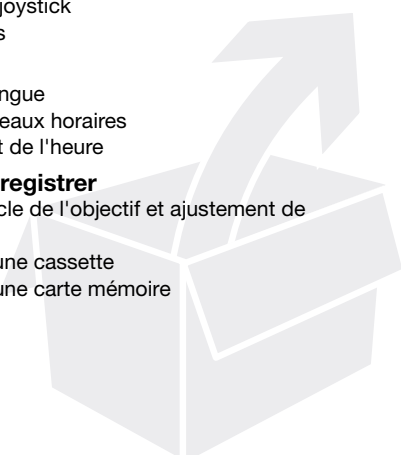 joystick
s
ngue
eaux horaires
t de l'heure
registrer
cle de l'objectif et ajustement de
une cassette
une carte mémoire